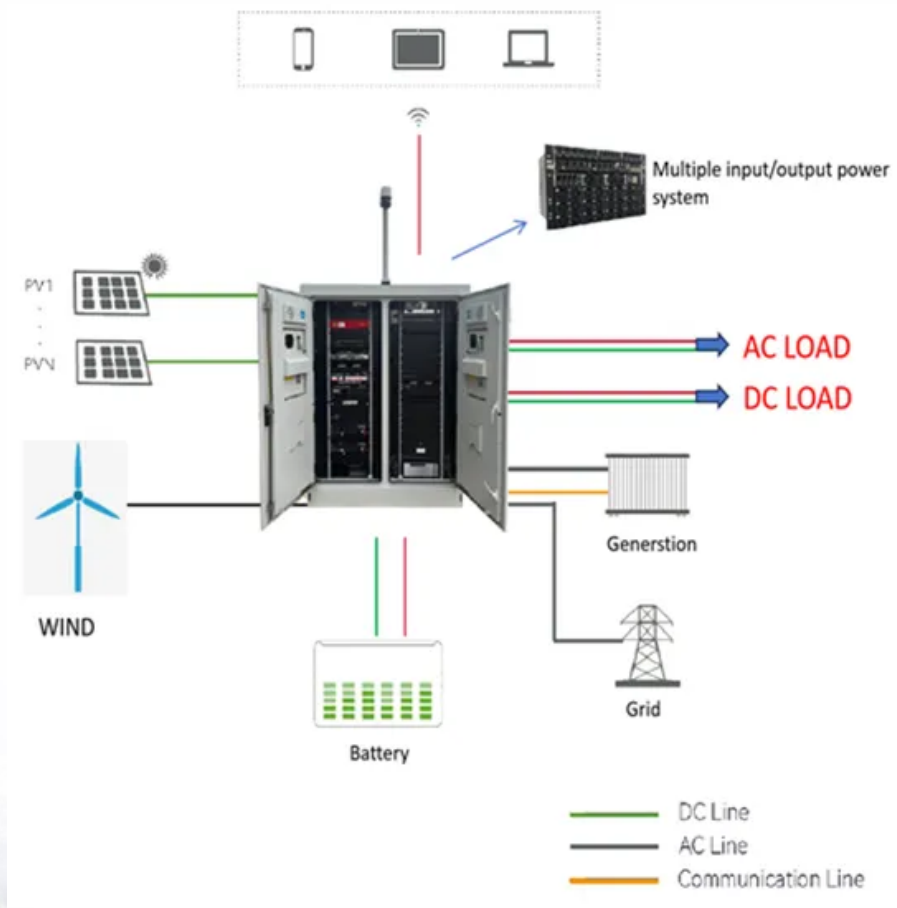 Multiple input/output power
system
PV1
PVN
AC LOAD
DC LOAD
Generstion
WIND
Grid
Battery
DC Line
AC Line
Communication Line